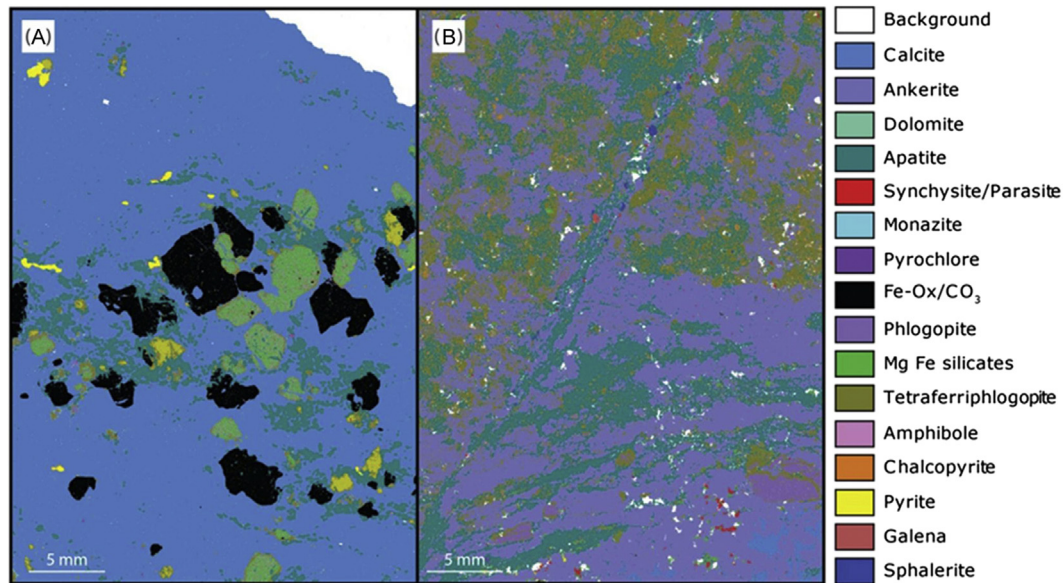 (A)
(B)
5 mm
5 mm
Background
Calcite
Ankerite
Dolomite
Apatite
Synchysite/Parasite
Monazite
Pyrochlore
Fe-Ox/CO₃
Phlogopite
Mg Fe silicates
Tetraferriphlogopite
Amphibole
Chalcopyrite
Pyrite
Galena
Sphalerite